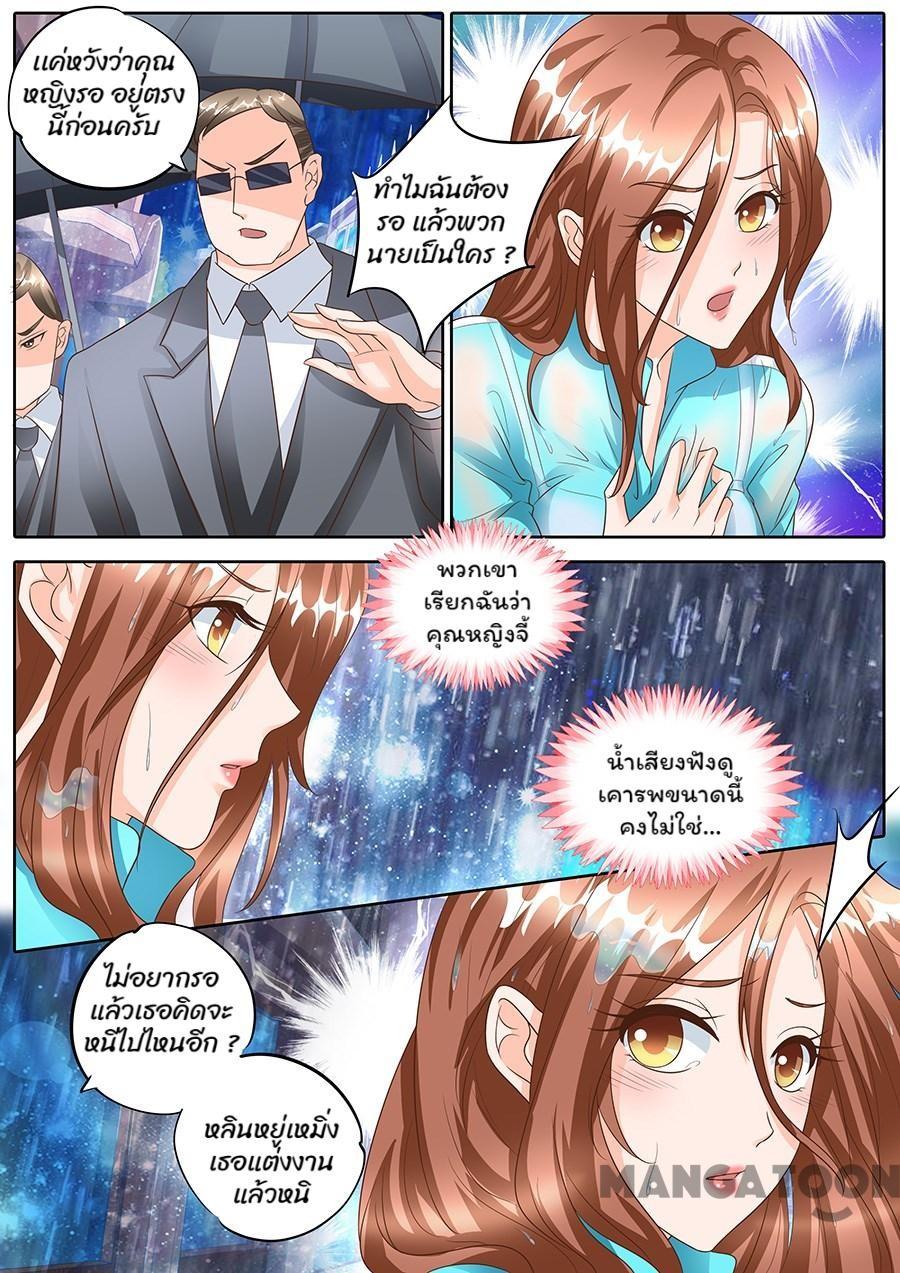 แค่หวังว่าคุณ
หญิงรอ อยู่ตรง
นี้ก่อนครับ
ทำไมฉันต้อง
รอ แล้วพวก
นายเป็นใคร ?
พวกเขา
เรียกฉันว่า
คุณหญิงจี้
น้ำเสียงฟังดู
เคารพขนาดนี้
คงไม่ใช่...
ไม่อยากรอ
แล้วเธอคิดจะ
หนีไปไหนอีก ?
หลินหยู่เหมิ่ง
เธอแต่งงาน
แล้วหนิ
MANGATOON